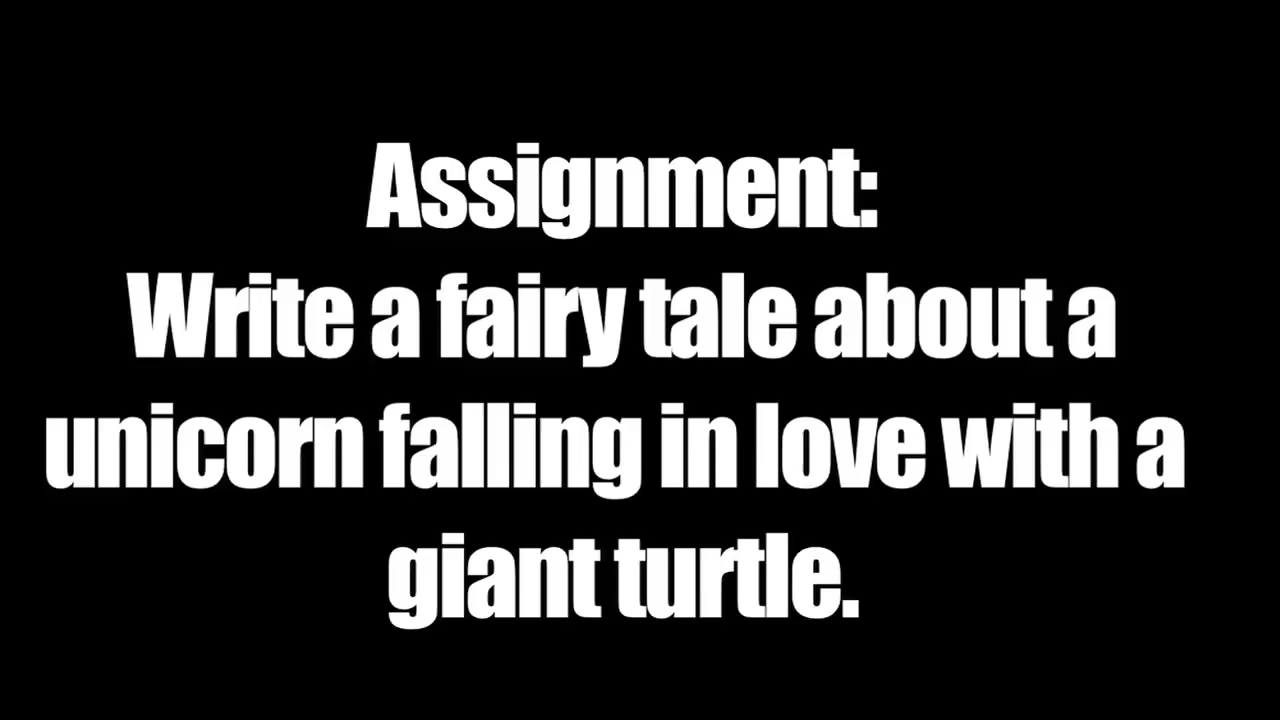 Assignment:
Write a fairy tale about a
unicorn falling in love with a
giant turtle.